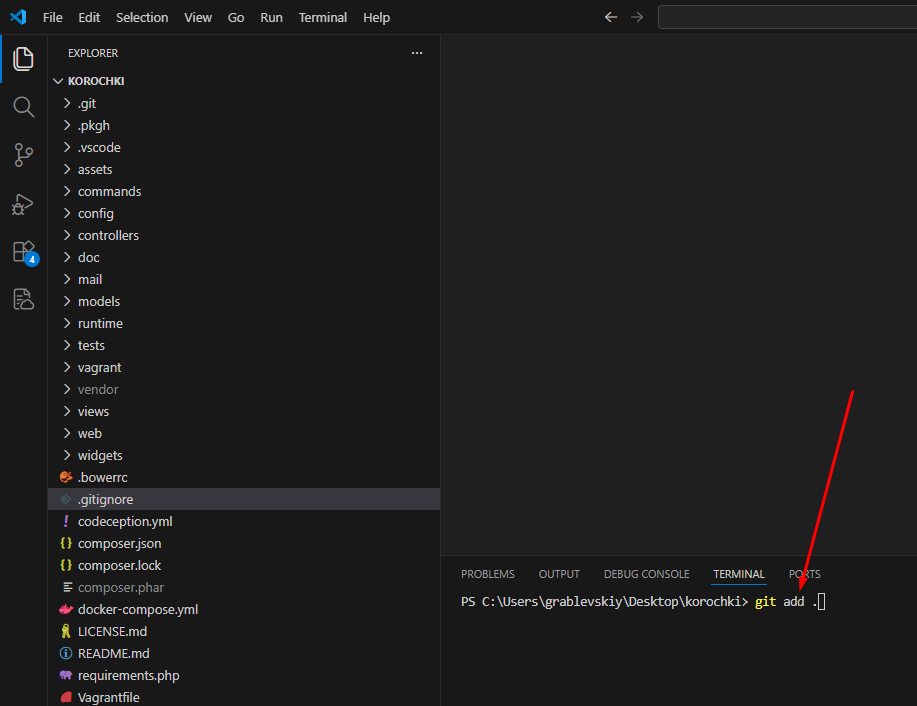 File Edit Selection View Go Run Terminal Help
EXPLORER
KOROCHKI
.git
.pkgh
.vscode
assets
commands
config
controllers
doc
mail
models
runtime
tests
vagrant
vendor
views
web
widgets
.bowerrc
.gitignore
codeception.yml
composer.json
composer.lock
composer.phar
docker-compose.yml
LICENSE.md
README.md
requirements.php
Vagrantfile
4
PROBLEMS OUTPUT DEBUG CONSOLE TERMINAL PORTS
PS C:\Users\grablevskiy\Desktop\korochki> git add .